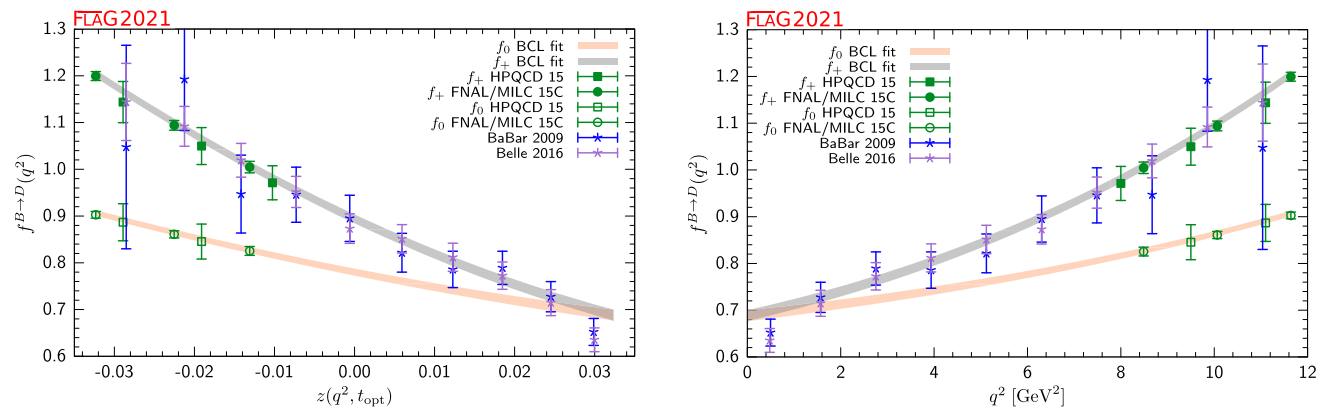 FLAG2021
f₀ BCL fit
f₊ BCL fit
f₊ HPQCD 15
f₊ FNAL/MILC 15C
f₀ HPQCD 15
f₀ FNAL/MILC 15C
BaBar 2009
Belle 2016
1.3
1.2
1.1
1.0
0.9
0.8
0.7
0.6
f^{B→D}(q²)
-0.03 -0.02 -0.01 0.00 0.01 0.02 0.03
z(q², t_opt)
FLAG2021
f₀ BCL fit
f₊ BCL fit
f₊ HPQCD 15
f₊ FNAL/MILC 15C
f₀ HPQCD 15
f₀ FNAL/MILC 15C
BaBar 2009
Belle 2016
1.3
1.2
1.1
1.0
0.9
0.8
0.7
0.6
f^{B→D}(q²)
0 2 4 6 8 10 12
q² [GeV²]